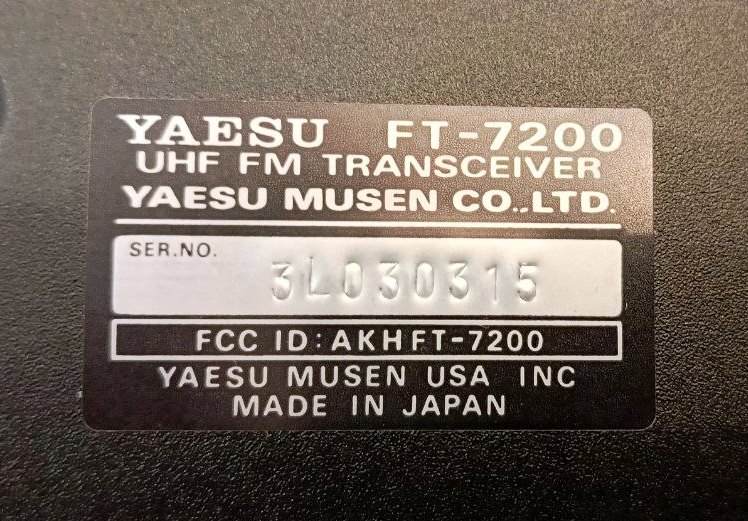 YAESU FT-7200
UHF FM TRANSCEIVER
YAESU MUSEN CO.,LTD.
SER.NO. 3L030315
FCC ID: AKHFT-7200
YAESU MUSEN USA INC
MADE IN JAPAN